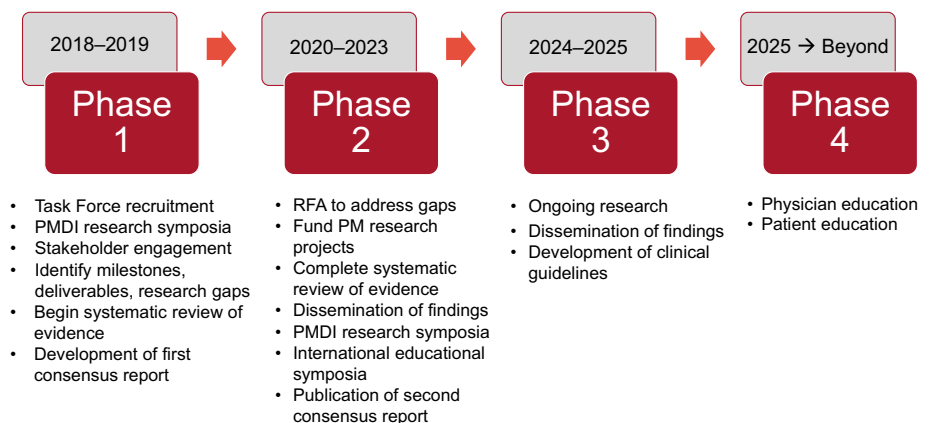 2018–2019
Phase
1
• Task Force recruitment
• PMDI research symposia
• Stakeholder engagement
• Identify milestones,
deliverables, research gaps
• Begin systematic review of
evidence
• Development of first
consensus report
2020–2023
Phase
2
• RFA to address gaps
• Fund PM research
projects
• Complete systematic
review of evidence
• Dissemination of findings
• PMDI research symposia
• International educational
symposia
• Publication of second
consensus report
2024–2025
Phase
3
• Ongoing research
• Dissemination of findings
• Development of clinical
guidelines
2025 → Beyond
Phase
4
• Physician education
• Patient education